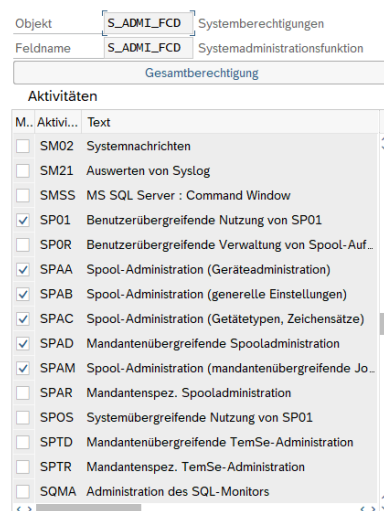 Objekt S_ADMI_FCD Systemberechtigungen
Feldname S_ADMI_FCD Systemadministrationsfunktion
Gesamtberechtigung
Aktivitäten
M.. Aktivi... Text
SM02 Systemnachrichten
SM21 Auswerten von Syslog
SMSS MS SQL Server : Command Window
SP01 Benutzerübergreifende Nutzung von SP01
SP0R Benutzerübergreifende Verwaltung von Spool-Auf...
SPAA Spool-Administration (Geräteadministration)
SPAB Spool-Administration (generelle Einstellungen)
SPAC Spool-Administration (Getätetypen, Zeichensätze)
SPAD Mandantenübergreifende Spooladministration
SPAM Spool-Administration (mandantenübergreifende Jo...
SPAR Mandantenspez. Spooladministration
SPOS Systemübergreifende Nutzung von SP01
SPTD Mandantenübergreifende TemSe-Administration
SPTR Mandantenspez. TemSe-Administration
SQMA Administration des SQL-Monitors